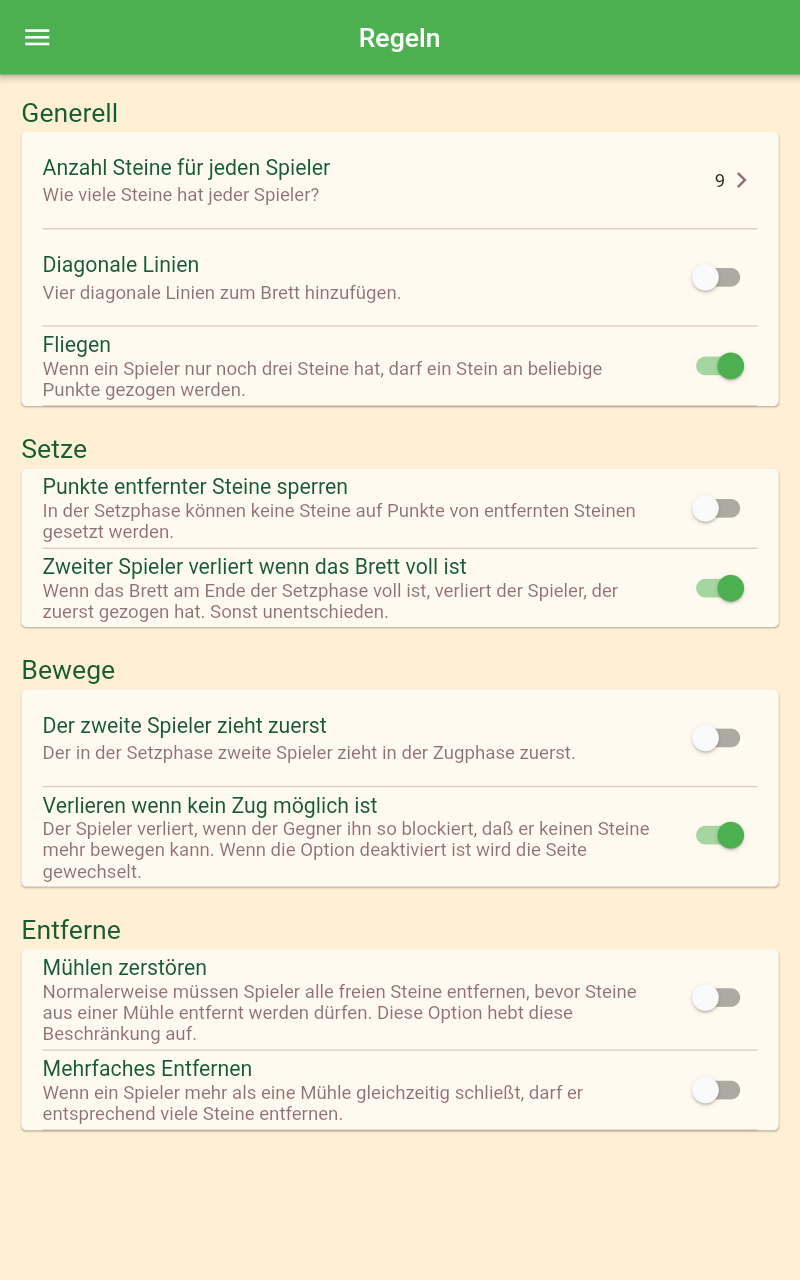 Regeln
Generell
Anzahl Steine für jeden Spieler
Wie viele Steine hat jeder Spieler?
9
Diagonale Linien
Vier diagonale Linien zum Brett hinzufügen.
Fliegen
Wenn ein Spieler nur noch drei Steine hat, darf ein Stein an beliebige
Punkte gezogen werden.
Setze
Punkte entfernter Steine sperren
In der Setzphase können keine Steine auf Punkte von entfernten Steinen
gesetzt werden.
Zweiter Spieler verliert wenn das Brett voll ist
Wenn das Brett am Ende der Setzphase voll ist, verliert der Spieler, der
zuerst gezogen hat. Sonst unentschieden.
Bewege
Der zweite Spieler zieht zuerst
Der in der Setzphase zweite Spieler zieht in der Zugphase zuerst.
Verlieren wenn kein Zug möglich ist
Der Spieler verliert, wenn der Gegner ihn so blockiert, daß er keinen Steine
mehr bewegen kann. Wenn die Option deaktiviert ist wird die Seite
gewechselt.
Entferne
Mühlen zerstören
Normalerweise müssen Spieler alle freien Steine entfernen, bevor Steine
aus einer Mühle entfernt werden dürfen. Diese Option hebt diese
Beschränkung auf.
Mehrfaches Entfernen
Wenn ein Spieler mehr als eine Mühle gleichzeitig schließt, darf er
entsprechend viele Steine entfernen.